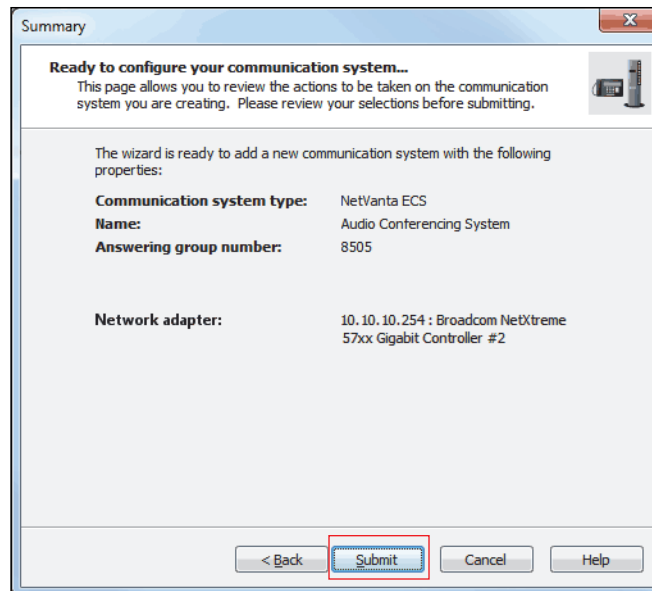 Summary
Ready to configure your communication system...
This page allows you to review the actions to be taken on the communication
system you are creating. Please review your selections before submitting.
The wizard is ready to add a new communication system with the following
properties:
Communication system type: NetVanta ECS
Name: Audio Conferencing System
Answering group number: 8505
Network adapter: 10.10.10.254 : Broadcom NetXtreme
57xx Gigabit Controller #2
< Back Submit Cancel Help